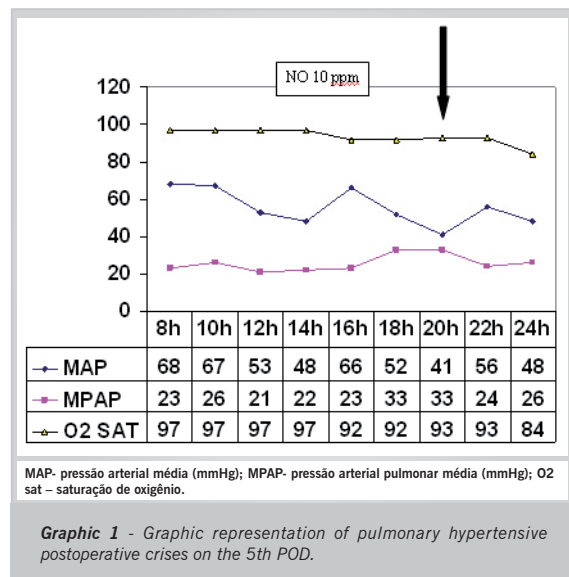 NO 10 ppm
120
100
80
60
40
20
0
8h 10h 12h 14h 16h 18h 20h 22h 24h
MAP 68 67 53 48 66 52 41 56 48
MPAP 23 26 21 22 23 33 33 24 26
O2 SAT 97 97 97 97 92 92 93 93 84
MAP- pressão arterial média (mmHg); MPAP- pressão arterial pulmonar média (mmHg); O2
sat – saturação de oxigênio.
Graphic 1 - Graphic representation of pulmonary hypertensive
postoperative crises on the 5th POD.